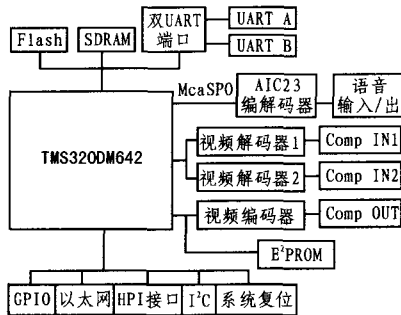 双UART
端口
UART A
UART B
Flash
SDRAM
McaSPO
AIC23
编解码器
语音
输入/出
TMS320DM642
视频解码器1
Comp IN1
视频解码器2
Comp IN2
视频编码器
Comp OUT
E²PROM
GPIO
以太网
HPI接口
I²C
系统复位